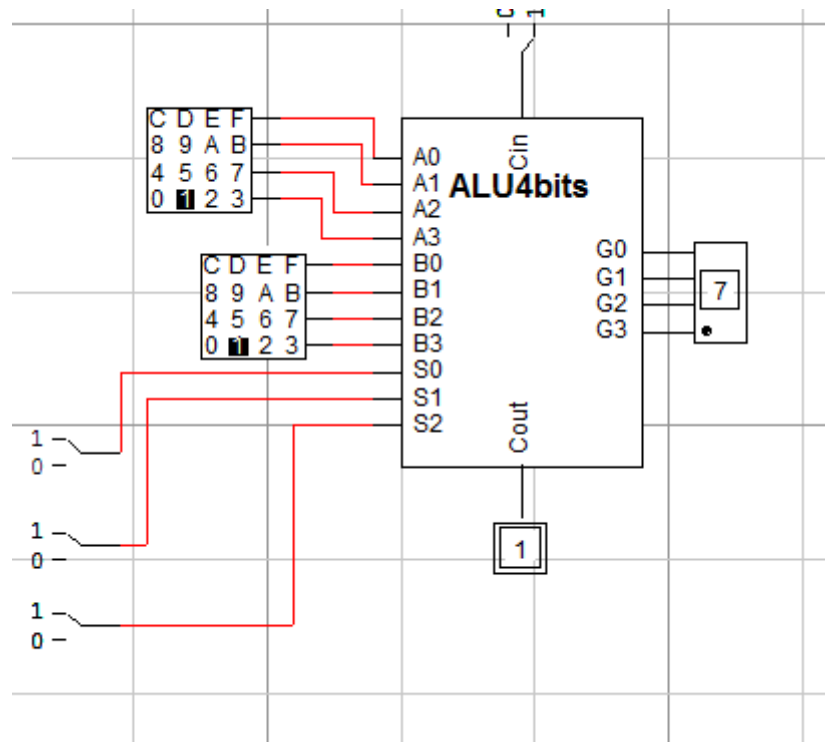 0 1
C D E F
8 9 A B
4 5 6 7
0 1 2 3
C D E F
8 9 A B
4 5 6 7
0 1 2 3
Cin
ALU4bits
A0
A1
A2
A3
B0
B1
B2
B3
S0
S1
S2
G0
G1
G2
G3
7
Cout
1
1
0
1
0
1
0